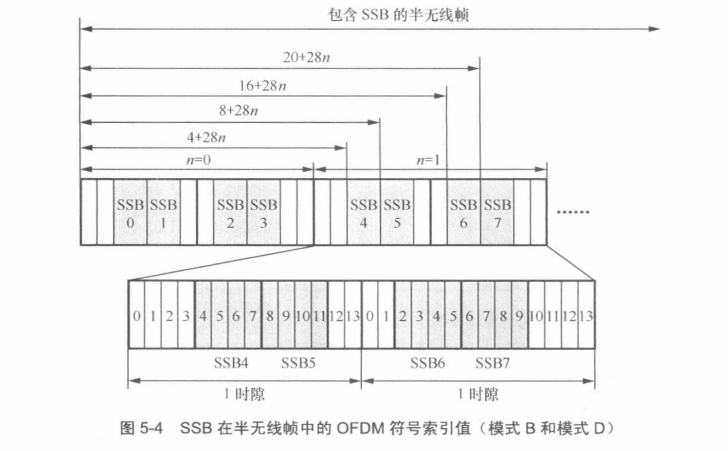 包含 SSB 的半无线帧
20+28n
16+28n
8+28n
4+28n
n=0 n=1
SSB SSB SSB SSB SSB SSB SSB SSB
0 1 2 3 4 5 6 7 ······
0 1 2 3 4 5 6 7 8 9 10 11 12 13 0 1 2 3 4 5 6 7 8 9 10 11 12 13
SSB4 SSB5 SSB6 SSB7
1 时隙 1 时隙
图 5-4 SSB 在半无线帧中的 OFDM 符号索引值（模式 B 和模式 D）